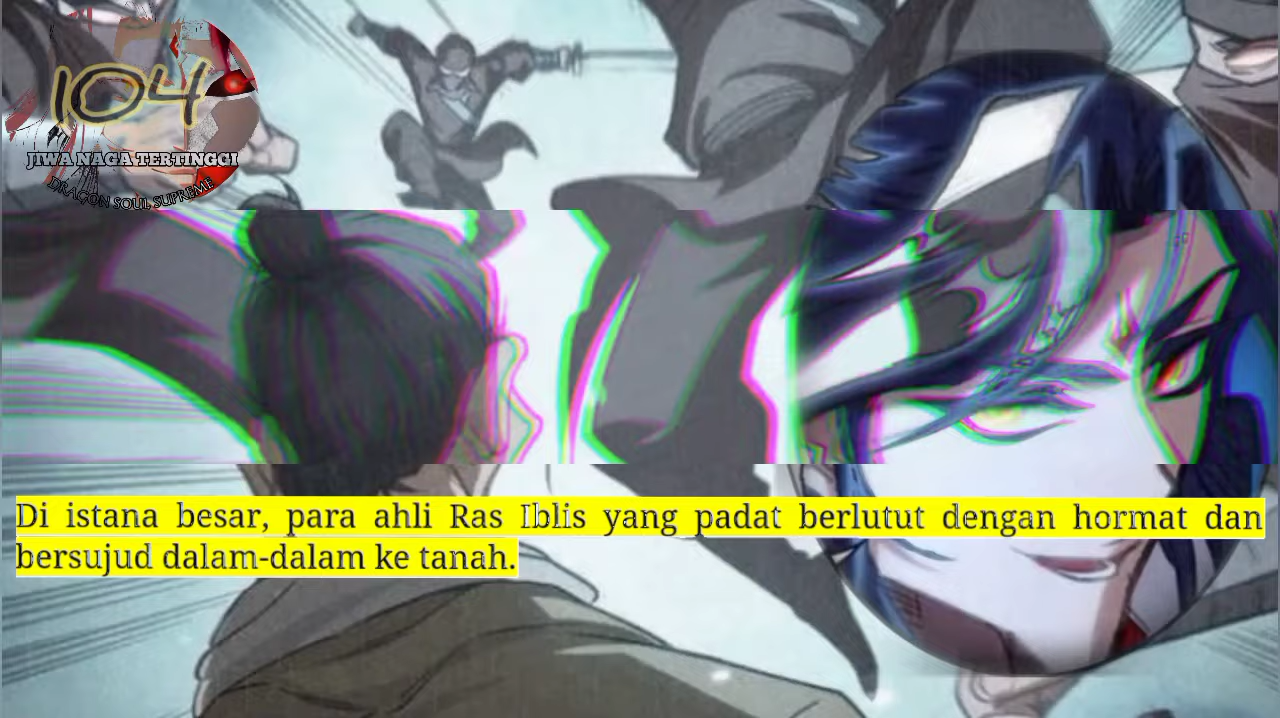 104
JIWA NAGA TERTINGGI
DRAGON SOUL SUPREME
Di istana besar, para ahli Ras Iblis yang padat berlutut dengan hormat dan
bersujud dalam-dalam ke tanah.